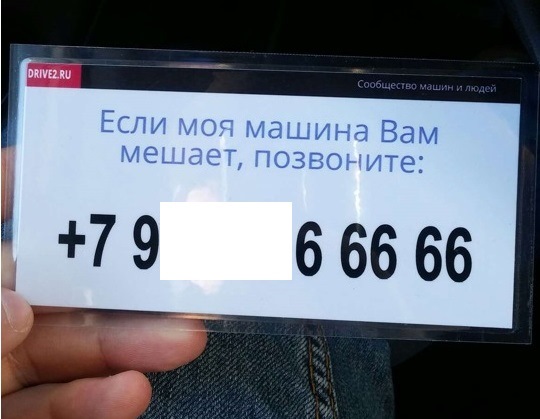 DRIVE2.RU
Сообщество машин и людей
Если моя машина Вам
мешает, позвоните:
+7 9 6 66 66